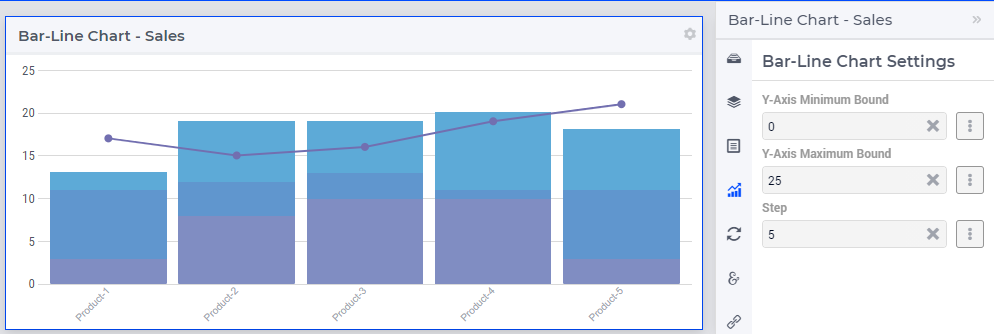 Bar-Line Chart - Sales
25
20
15
10
5
0
Product-1
Product-2
Product-3
Product-4
Product-5
Bar-Line Chart - Sales
Bar-Line Chart Settings
Y-Axis Minimum Bound
0
Y-Axis Maximum Bound
25
Step
5